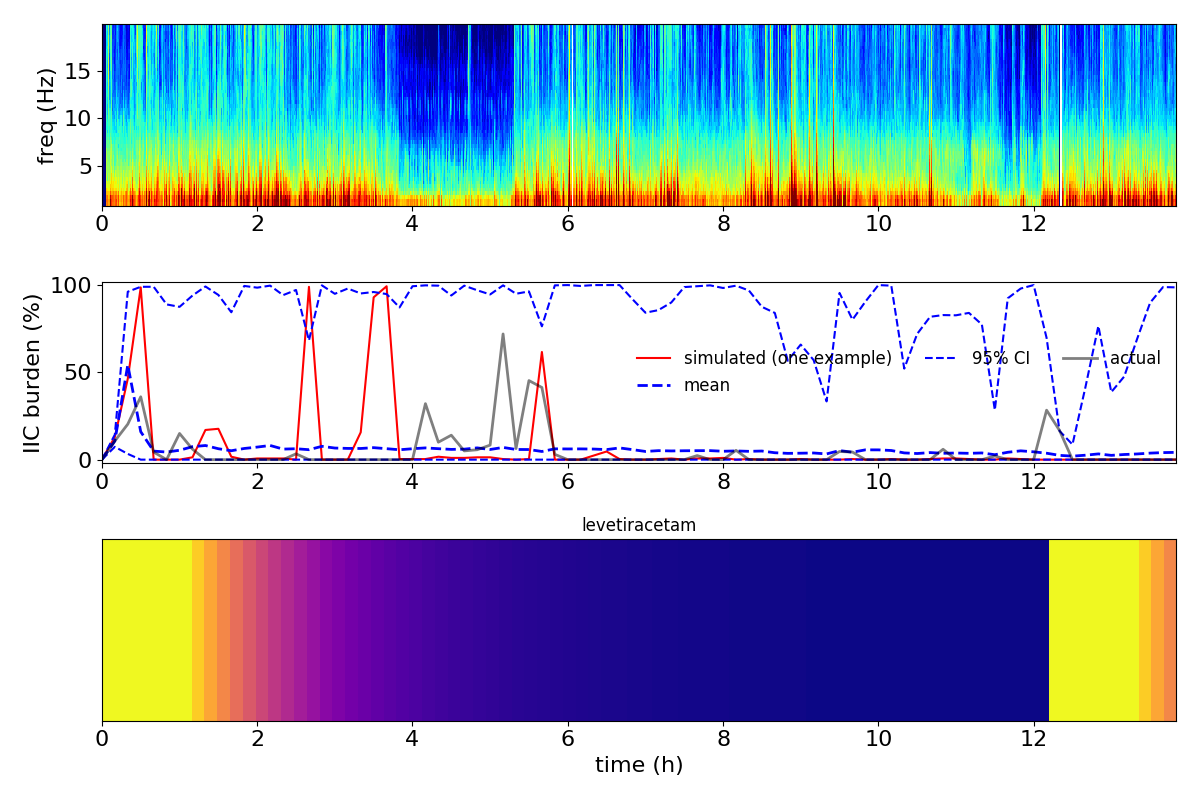 freq (Hz)
15
10
5
0 2 4 6 8 10 12
IIC burden (%)
100
50
0
simulated (one example) 95% CI actual
mean
0 2 4 6 8 10 12
levetiracetam
0 2 4 6 8 10 12
time (h)